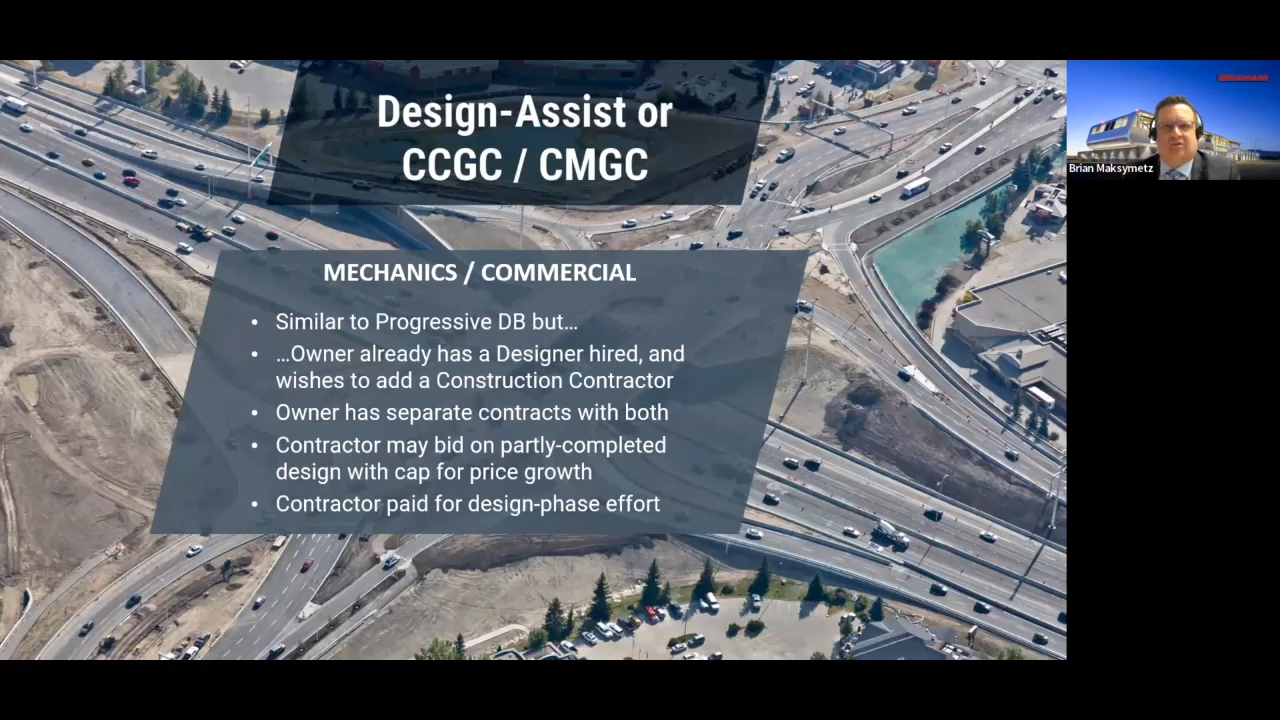 Design-Assist or
CCGC / CMGC
MECHANICS / COMMERCIAL
• Similar to Progressive DB but…
• …Owner already has a Designer hired, and
wishes to add a Construction Contractor
• Owner has separate contracts with both
• Contractor may bid on partly-completed
design with cap for price growth
• Contractor paid for design-phase effort
GRAHAM
Brian Maksymetz